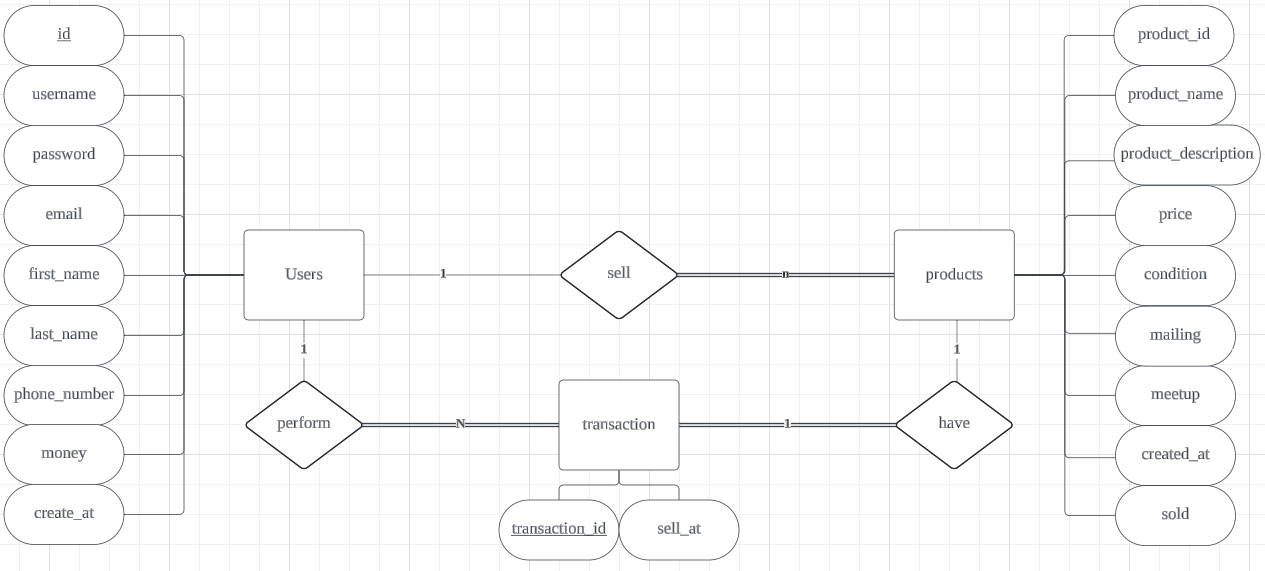 id
username
password
email
first_name
last_name
phone_number
money
create_at
Users
1
sell
n
products
1
perform
N
transaction
1
have
1
transaction_id
sell_at
product_id
product_name
product_description
price
condition
mailing
meetup
created_at
sold